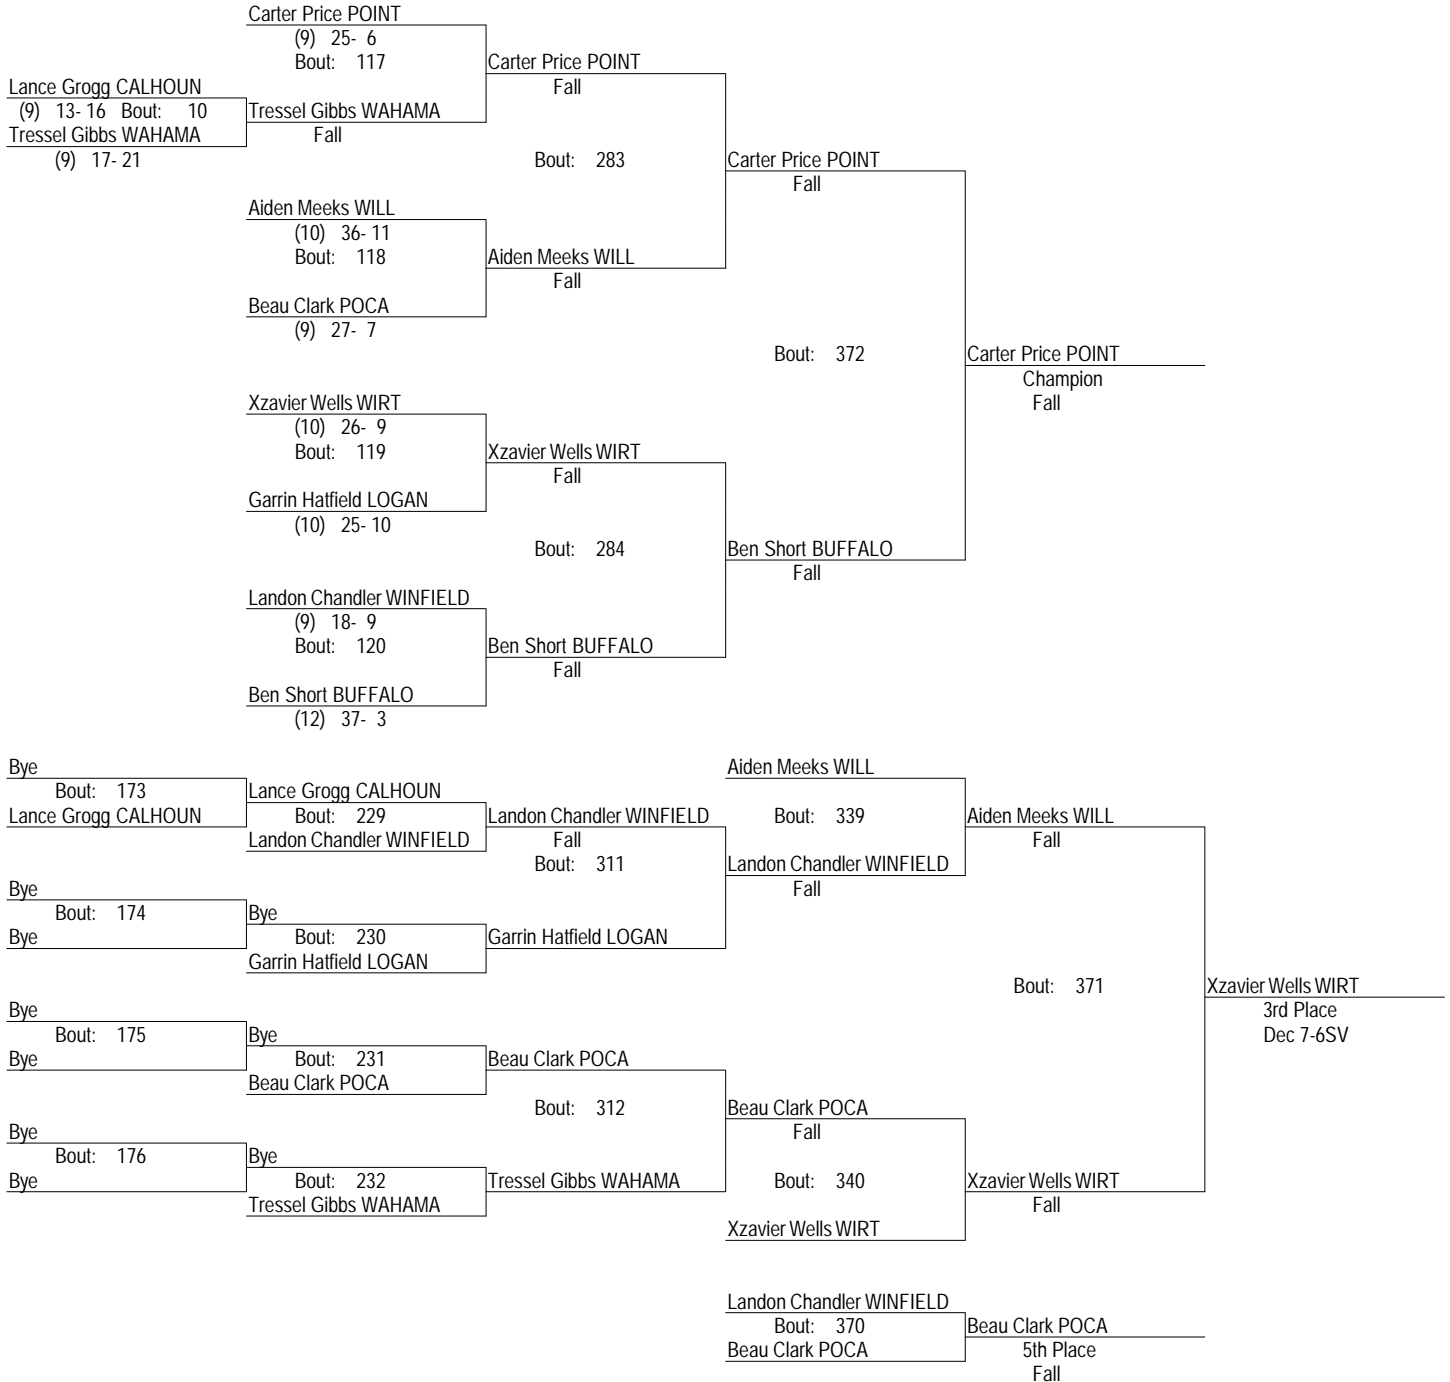 Carter Price POINT
(9) 25- 6
Bout: 117
Carter Price POINT
Fall
Lance Grogg CALHOUN
(9) 13- 16 Bout: 10
Tressel Gibbs WAHAMA
(9) 17- 21
Tressel Gibbs WAHAMA
Fall
Bout: 283
Carter Price POINT
Fall
Aiden Meeks WILL
(10) 36- 11
Bout: 118
Aiden Meeks WILL
Fall
Beau Clark POCA
(9) 27- 7
Bout: 372
Carter Price POINT
Champion
Fall
Xzavier Wells WIRT
(10) 26- 9
Bout: 119
Xzavier Wells WIRT
Fall
Garrin Hatfield LOGAN
(10) 25- 10
Bout: 284
Ben Short BUFFALO
Fall
Landon Chandler WINFIELD
(9) 18- 9
Bout: 120
Ben Short BUFFALO
Fall
Ben Short BUFFALO
(12) 37- 3
Bye
Bout: 173
Lance Grogg CALHOUN
Lance Grogg CALHOUN
Bout: 229
Landon Chandler WINFIELD
Landon Chandler WINFIELD
Fall
Bout: 311
Aiden Meeks WILL
Bout: 339
Landon Chandler WINFIELD
Fall
Aiden Meeks WILL
Fall
Bye
Bout: 174
Bye
Bye
Bout: 230
Garrin Hatfield LOGAN
Garrin Hatfield LOGAN
Bout: 371
Xzavier Wells WIRT
3rd Place
Dec 7-6SV
Bye
Bout: 175
Bye
Bye
Bout: 231
Beau Clark POCA
Beau Clark POCA
Bout: 312
Beau Clark POCA
Fall
Bye
Bout: 176
Bye
Bye
Bout: 232
Tressel Gibbs WAHAMA
Tressel Gibbs WAHAMA
Bout: 340
Xzavier Wells WIRT
Xzavier Wells WIRT
Fall
Landon Chandler WINFIELD
Bout: 370
Beau Clark POCA
Beau Clark POCA
5th Place
Fall